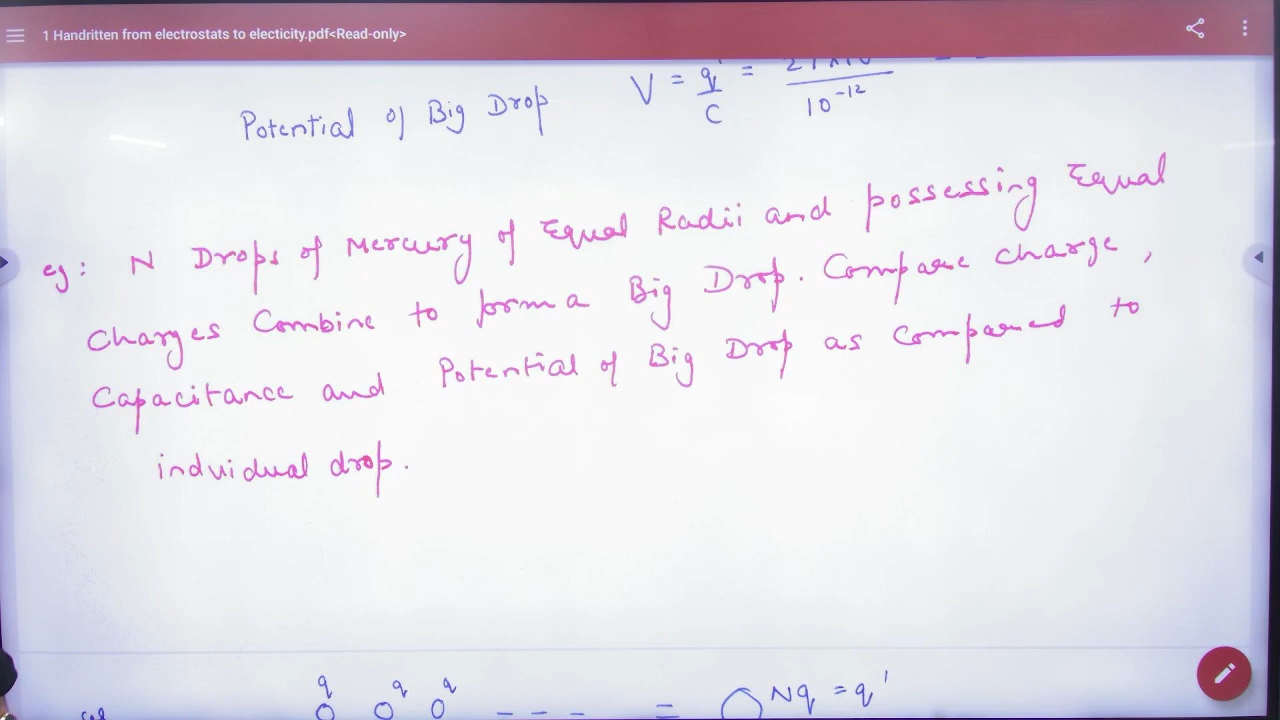 1 Handritten from electrostats to electicity.pdf<Read-only>
Potential of Big Drop V = q'/C = /10^-12
eg: N Drops of Mercury of Equal Radii and possessing Equal
Charges Combine to form a Big Drop. Compare charge,
Capacitance and Potential of Big Drop as compared to
indvidual drop.
q q q Nq = q'
---  =